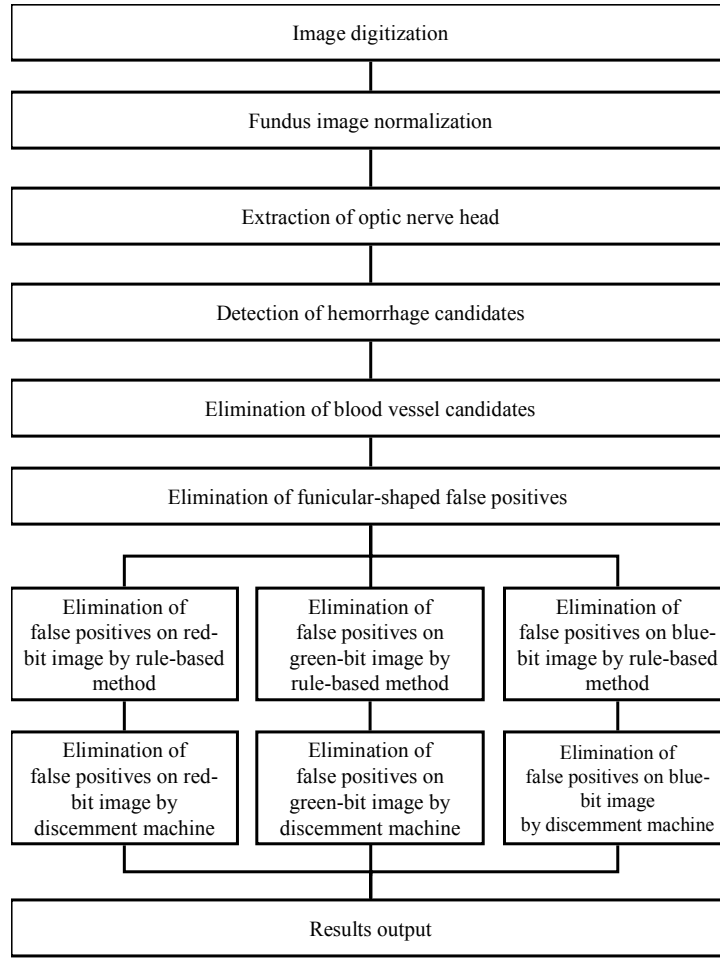 Image digitization
Fundus image normalization
Extraction of optic nerve head
Detection of hemorrhage candidates
Elimination of blood vessel candidates
Elimination of funicular-shaped false positives
Elimination of
false positives on red-
bit image by rule-based
method
Elimination of
false positives on
green-bit image by
rule-based method
Elimination of
false positives on blue-
bit image by rule-based
method
Elimination of
false positives on red-
bit image by
discemment machine
Elimination of
false positives on
green-bit image by
discemment machine
Elimination of
false positives on blue-
bit image
by discemment machine
Results output